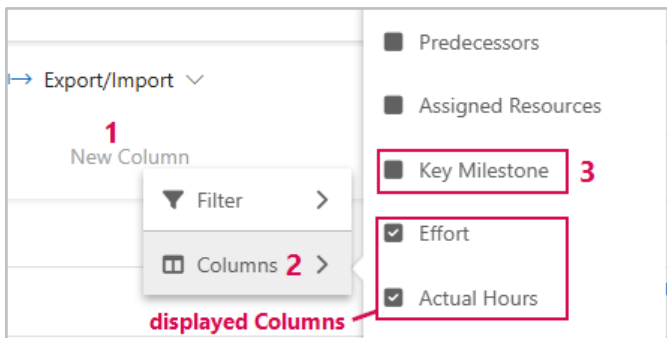 Predecessors
Export/Import
Assigned Resources
1
New Column
Key Milestone 3
Filter
Effort
Columns 2
Actual Hours
displayed Columns